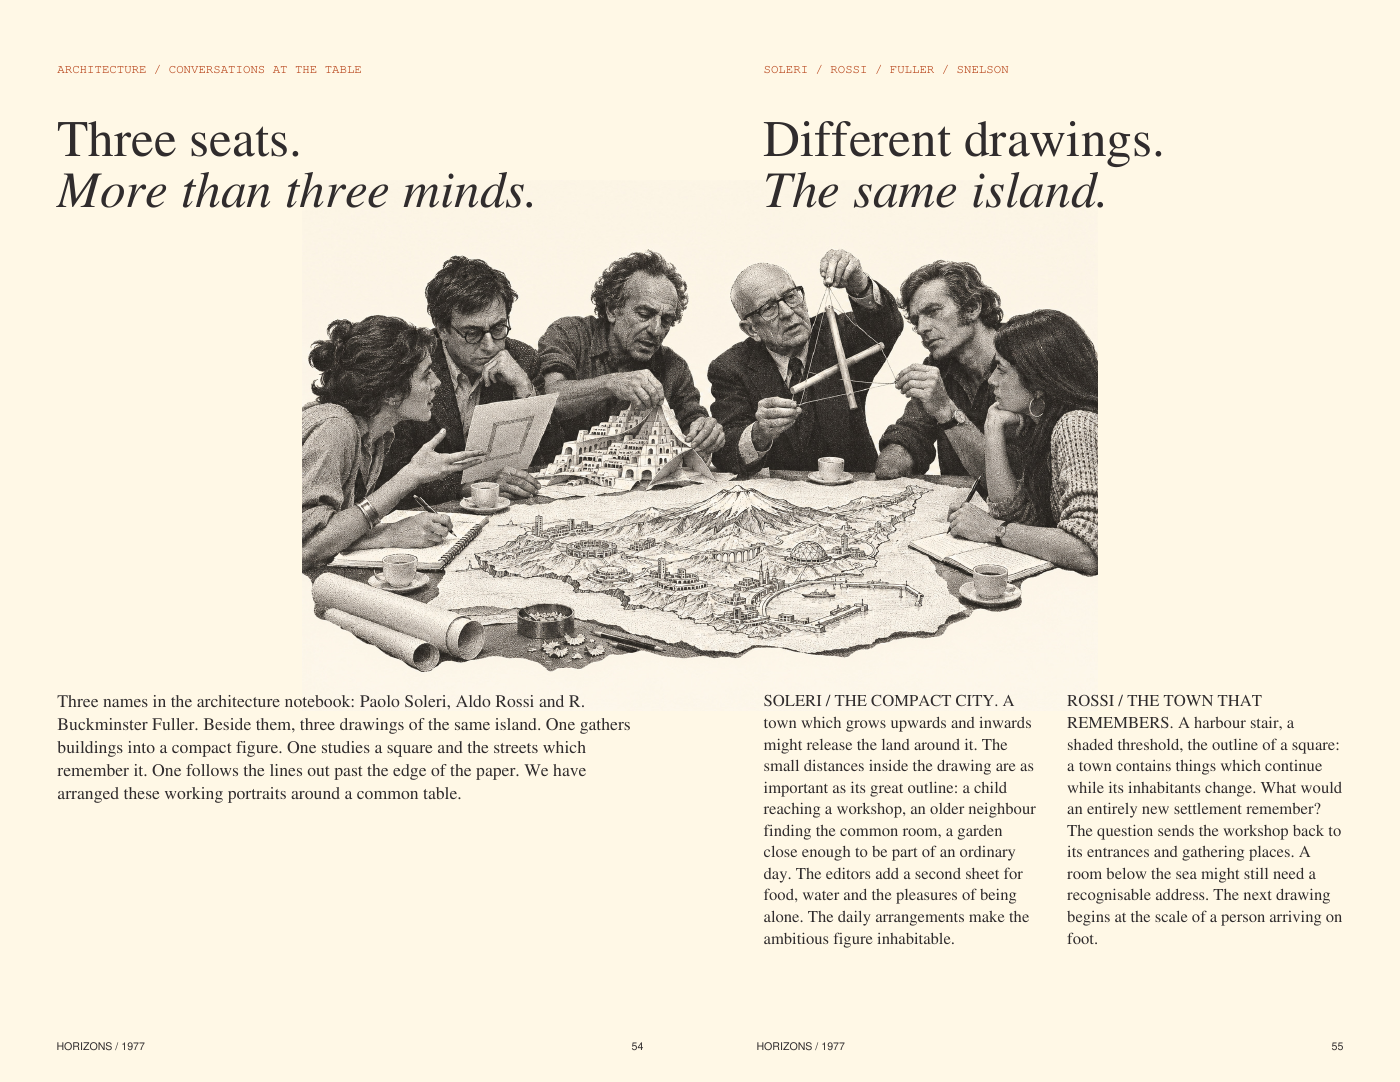 ARCHITECTURE / CONVERSATIONS AT THE TABLE
Three seats.
More than three minds.
Three names in the architecture notebook: Paolo Soleri, Aldo Rossi and R.
Buckminster Fuller. Beside them, three drawings of the same island. One gathers
buildings into a compact figure. One studies a square and the streets which
remember it. One follows the lines out past the edge of the paper. We have
arranged these working portraits around a common table.
HORIZONS / 1977
54
SOLERI / ROSSI / FULLER / SNELSON
Different drawings.
The same island.
SOLERI / THE COMPACT CITY. A
town which grows upwards and inwards
might release the land around it. The
small distances inside the drawing are as
important as its great outline: a child
reaching a workshop, an older neighbour
finding the common room, a garden
close enough to be part of an ordinary
day. The editors add a second sheet for
food, water and the pleasures of being
alone. The daily arrangements make the
ambitious figure inhabitable.
ROSSI / THE TOWN THAT
REMEMBERS. A harbour stair, a
shaded threshold, the outline of a square:
a town contains things which continue
while its inhabitants change. What would
an entirely new settlement remember?
The question sends the workshop back to
its entrances and gathering places. A
room below the sea might still need a
recognisable address. The next drawing
begins at the scale of a person arriving on
foot.
HORIZONS / 1977
55